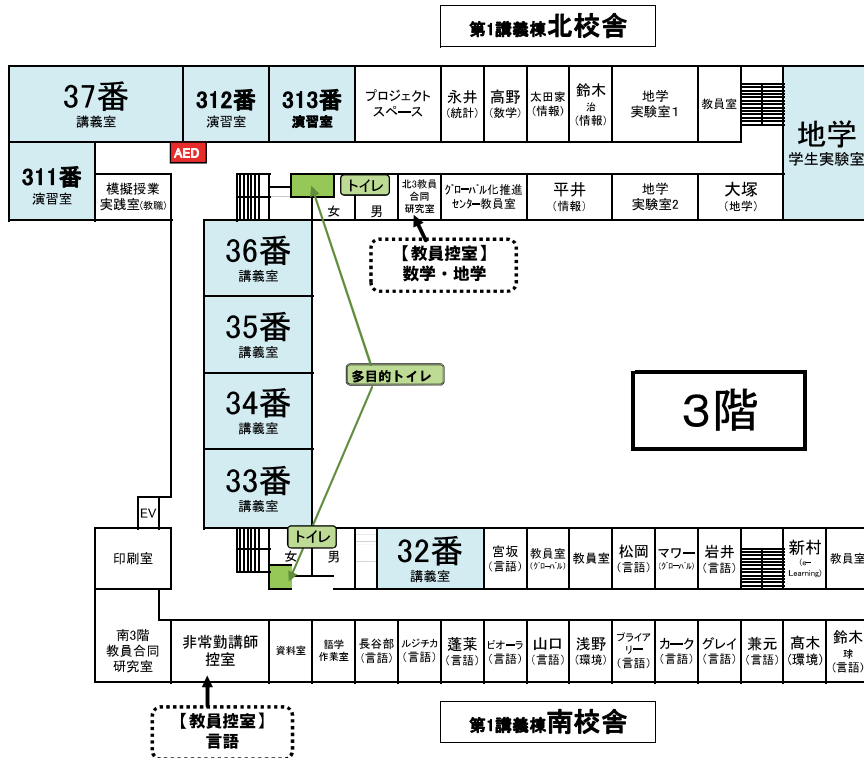 第1講義棟北校舎
37番
講義室
312番
演習室
313番
演習室
プロジェクト
スペース
永井
(統計)
高野
(数学)
太田家
(情報)
鈴木
治
(情報)
地学
実験室1
教員室
地学
学生実験室
AED
311番
演習室
模擬授業
実践室(教職)
トイレ
女
男
北3教員
合同
研究室
グローバル化推進
センター教員室
平井
(情報)
地学
実験室2
大塚
(地学)
【教員控室】
数学・地学
36番
講義室
35番
講義室
多目的トイレ
34番
講義室
3階
33番
講義室
EV
トイレ
女
男
印刷室
32番
講義室
宮坂
(言語)
教員室
(グローバル)
教員室
松岡
(言語)
マワー
(グローバル)
岩井
(言語)
新村
(e-
Learning)
教員室
南3階
教員合同
研究室
非常勤講師
控室
資料室
語学
作業室
長谷部
(言語)
ルジチカ
(言語)
蓬莱
(言語)
ビオーラ
(言語)
山口
(言語)
浅野
(環境)
ブライア
リー
(言語)
カーク
(言語)
グレイ
(言語)
兼元
(言語)
髙木
(環境)
鈴木
球
(言語)
【教員控室】
言語
第1講義棟南校舎